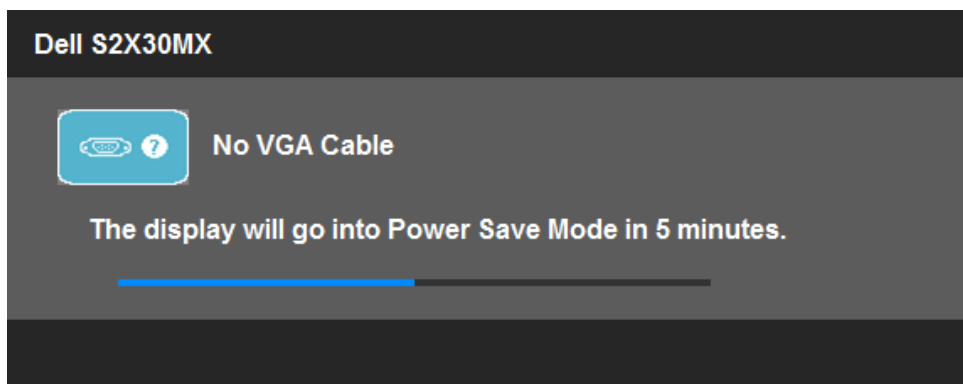 Dell S2X30MX
?
No VGA Cable
The display will go into Power Save Mode in 5 minutes.